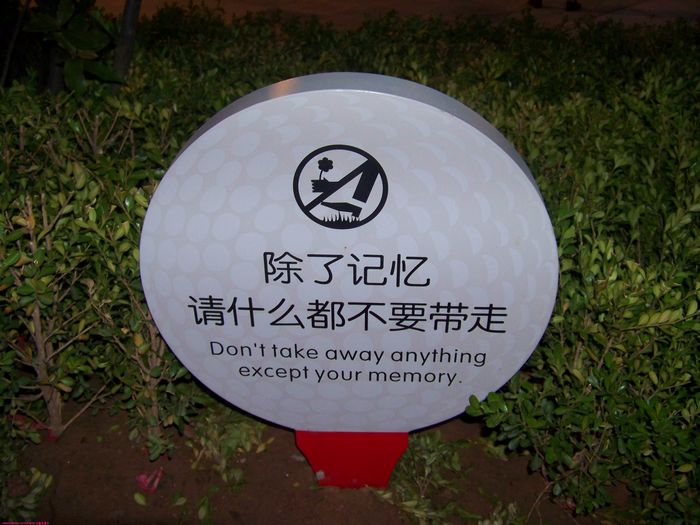 除了记忆
请什么都不要带走
Don't take away anything
except your memory.